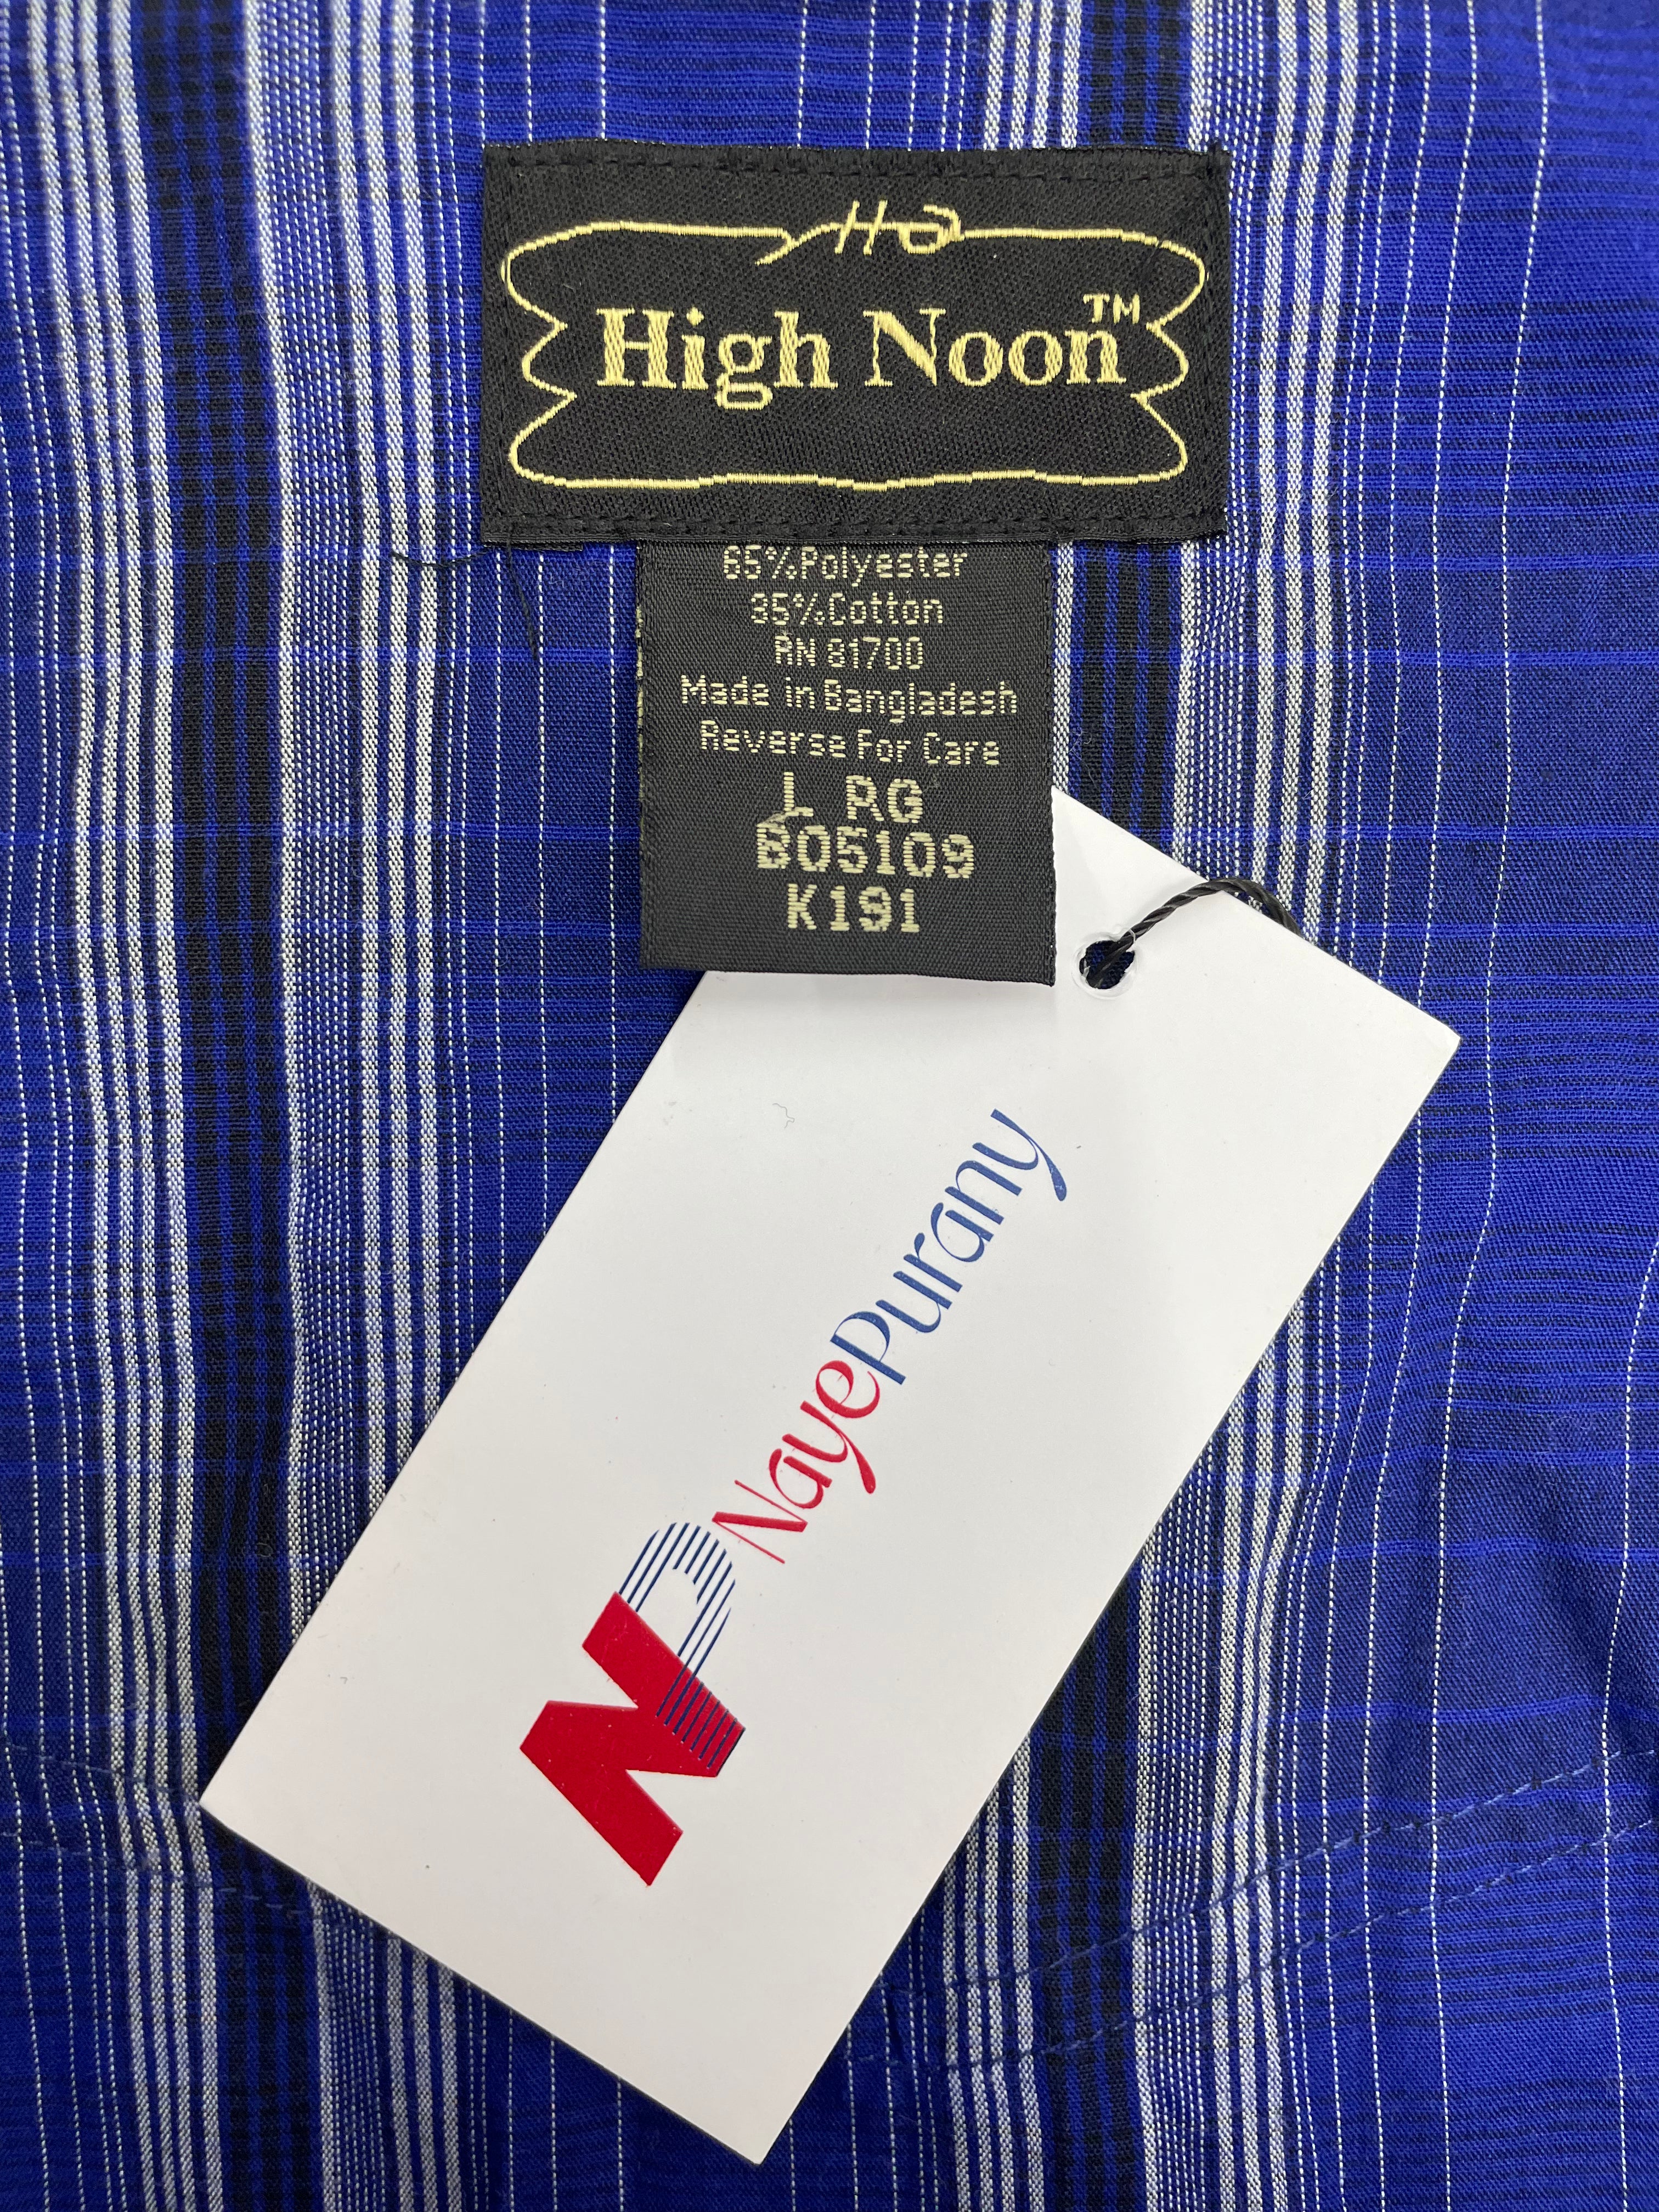 High Noon™
65%Polyester
35%Cotton
RN 81700
Made in Bangladesh
Reverse For Care
L RG
B05109
K191
NayePurany